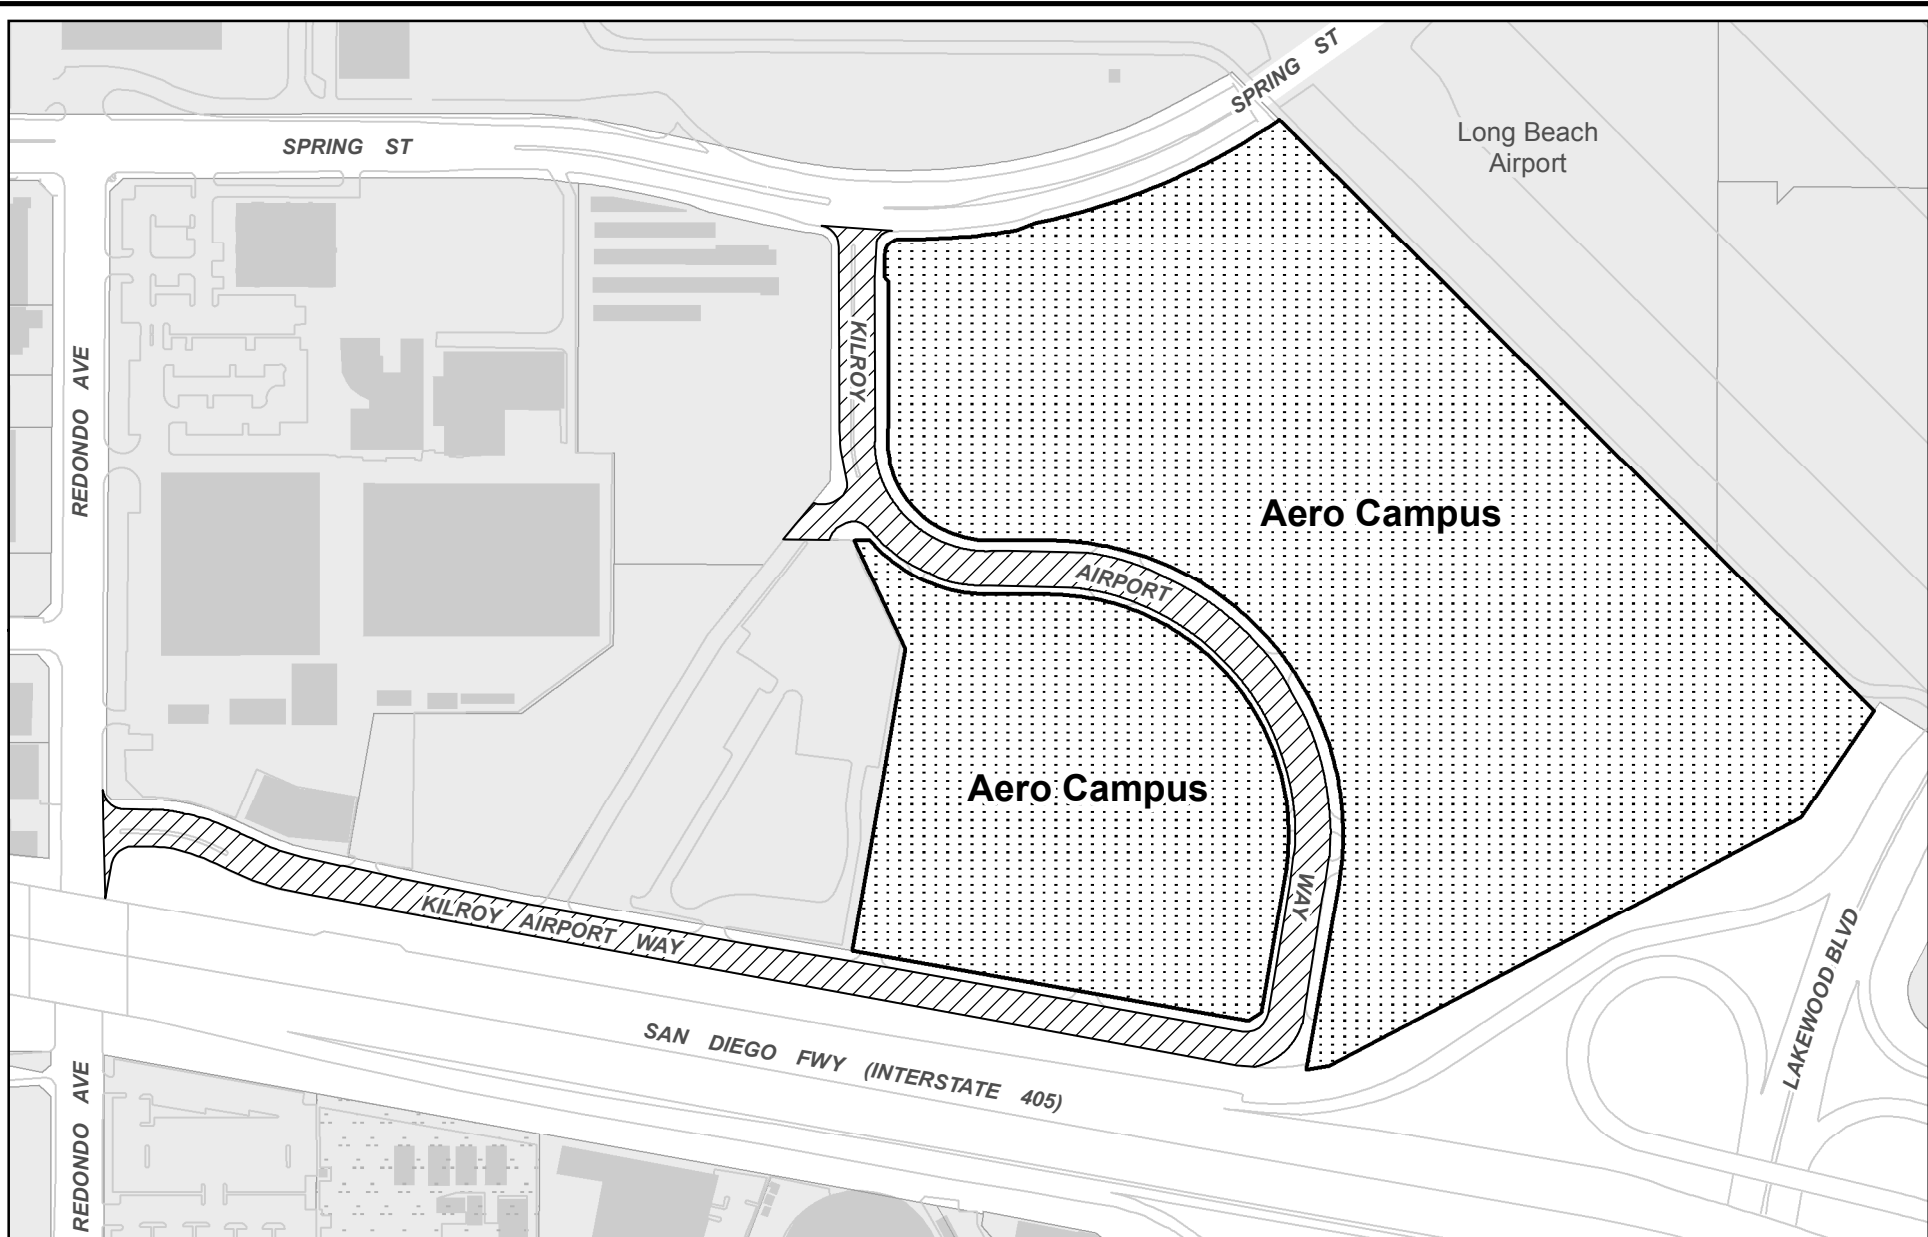 SPRING ST
SPRING ST
Long Beach
Airport
REDONDO AVE
KILROY
Aero Campus
AIRPORT
Aero Campus
WAY
KILROY AIRPORT WAY
LAKEWOOD BLVD
SAN DIEGO FWY (INTERSTATE 405)
REDONDO AVE